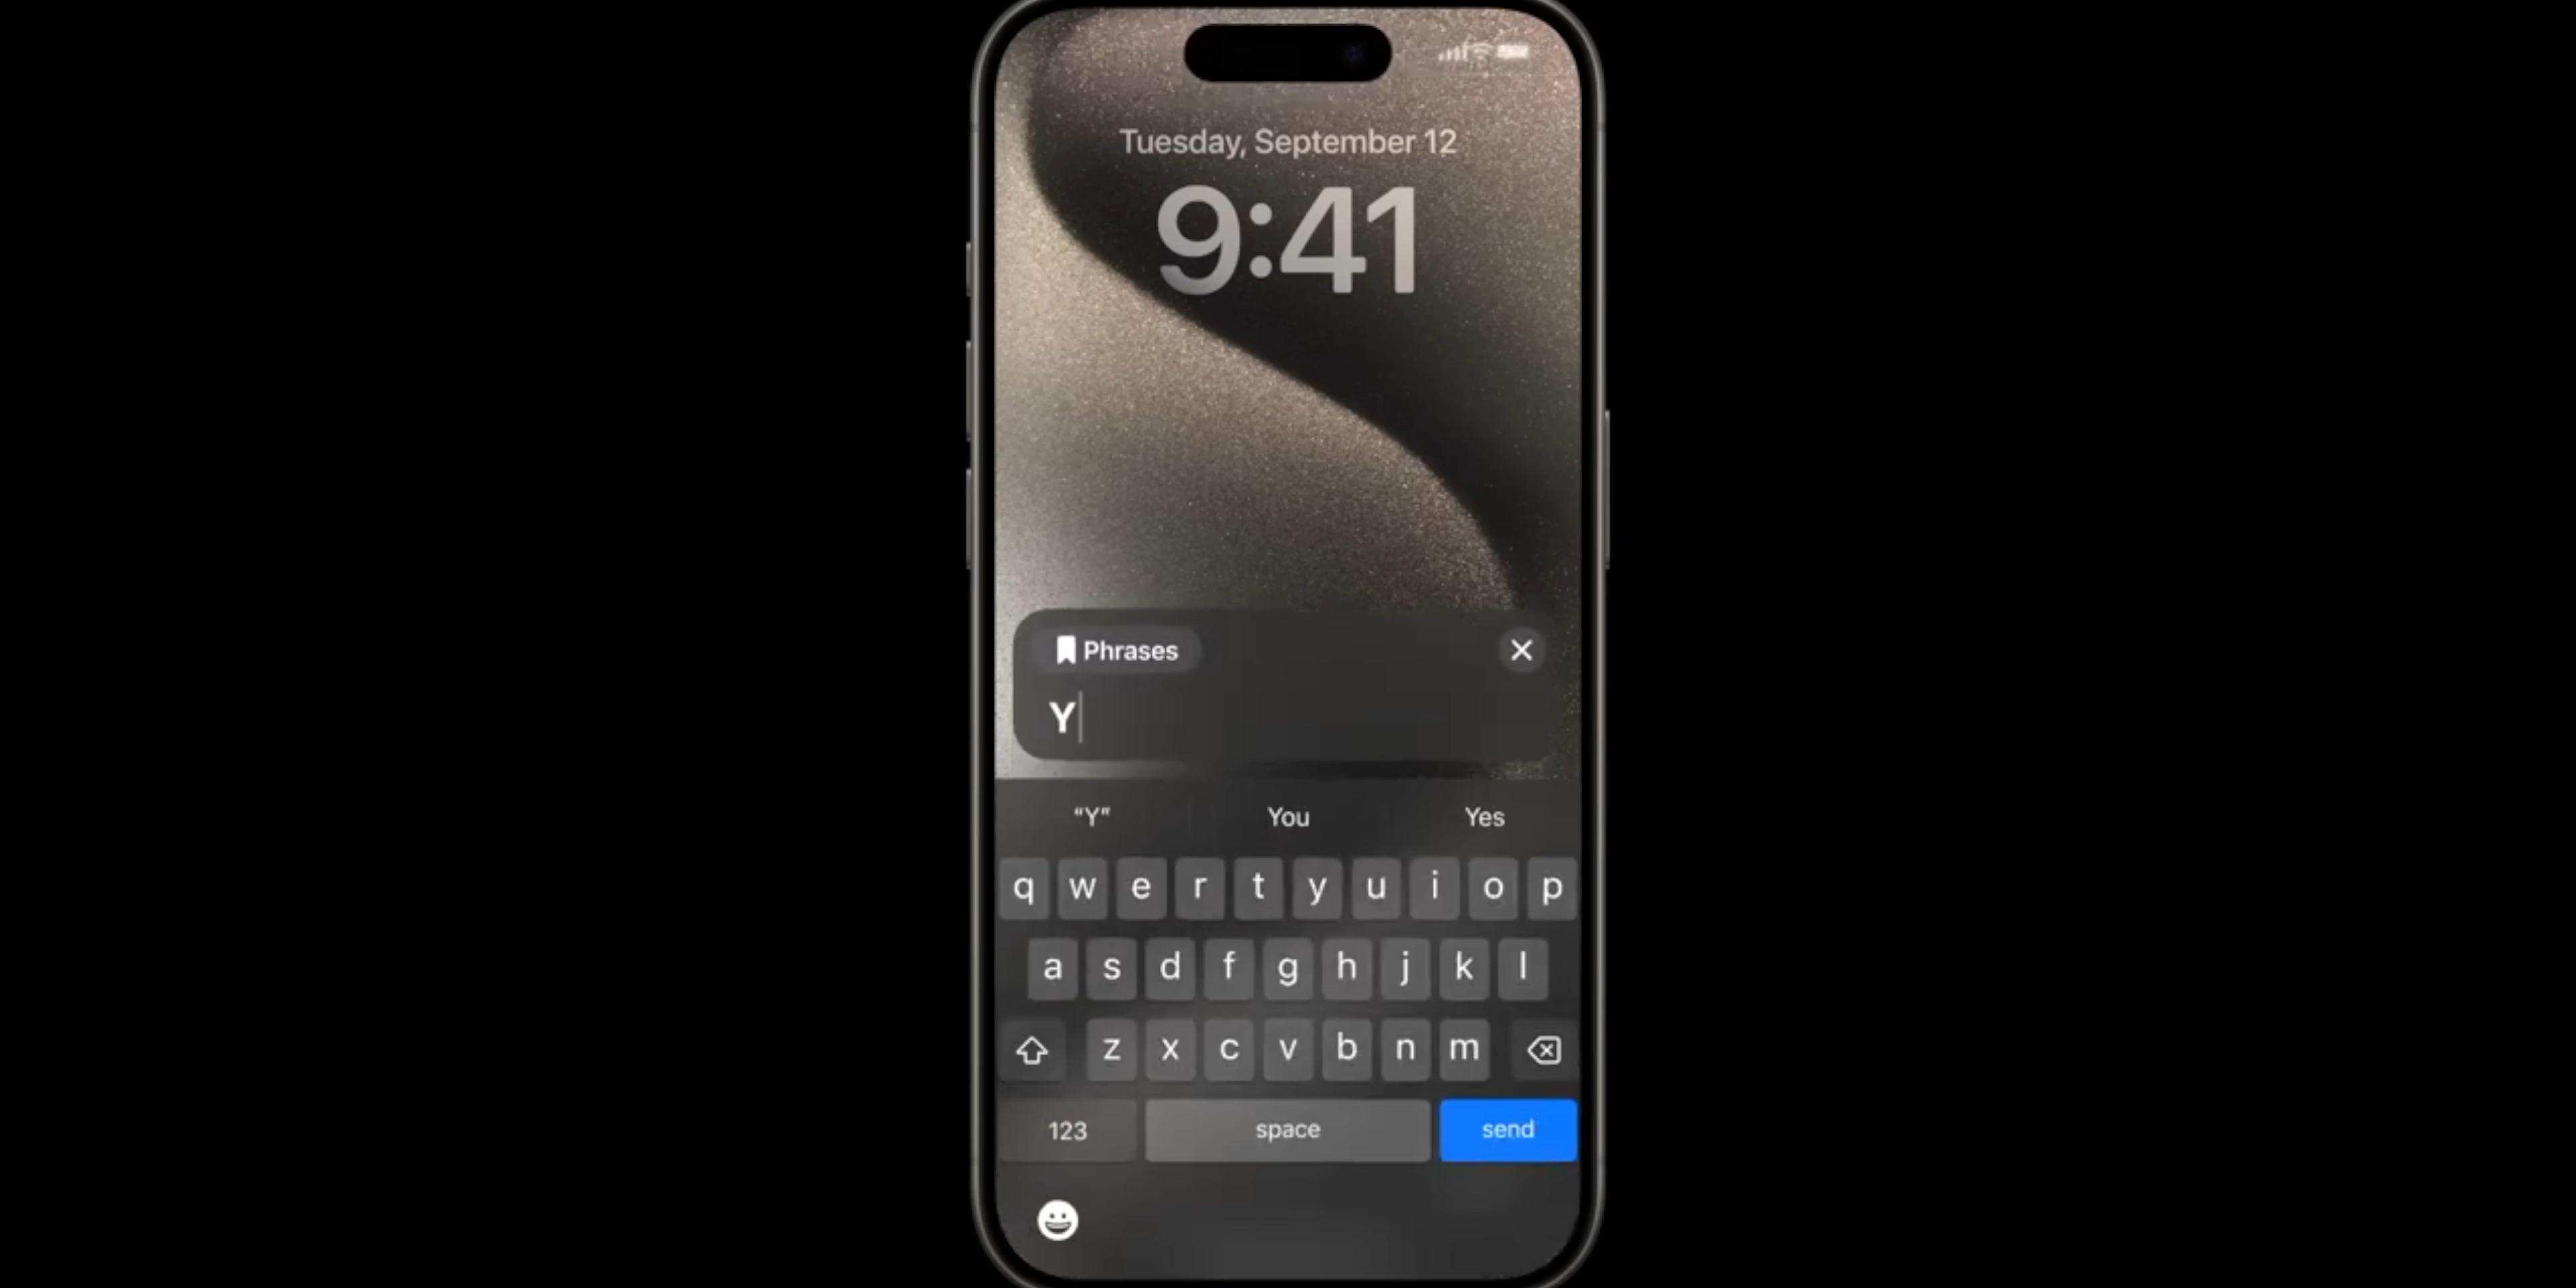 Tuesday, September 12
9:41
Phrases
Y
“Y” You Yes
q w e r t y u i o p
a s d f g h j k l
z x c v b n m
123 space send